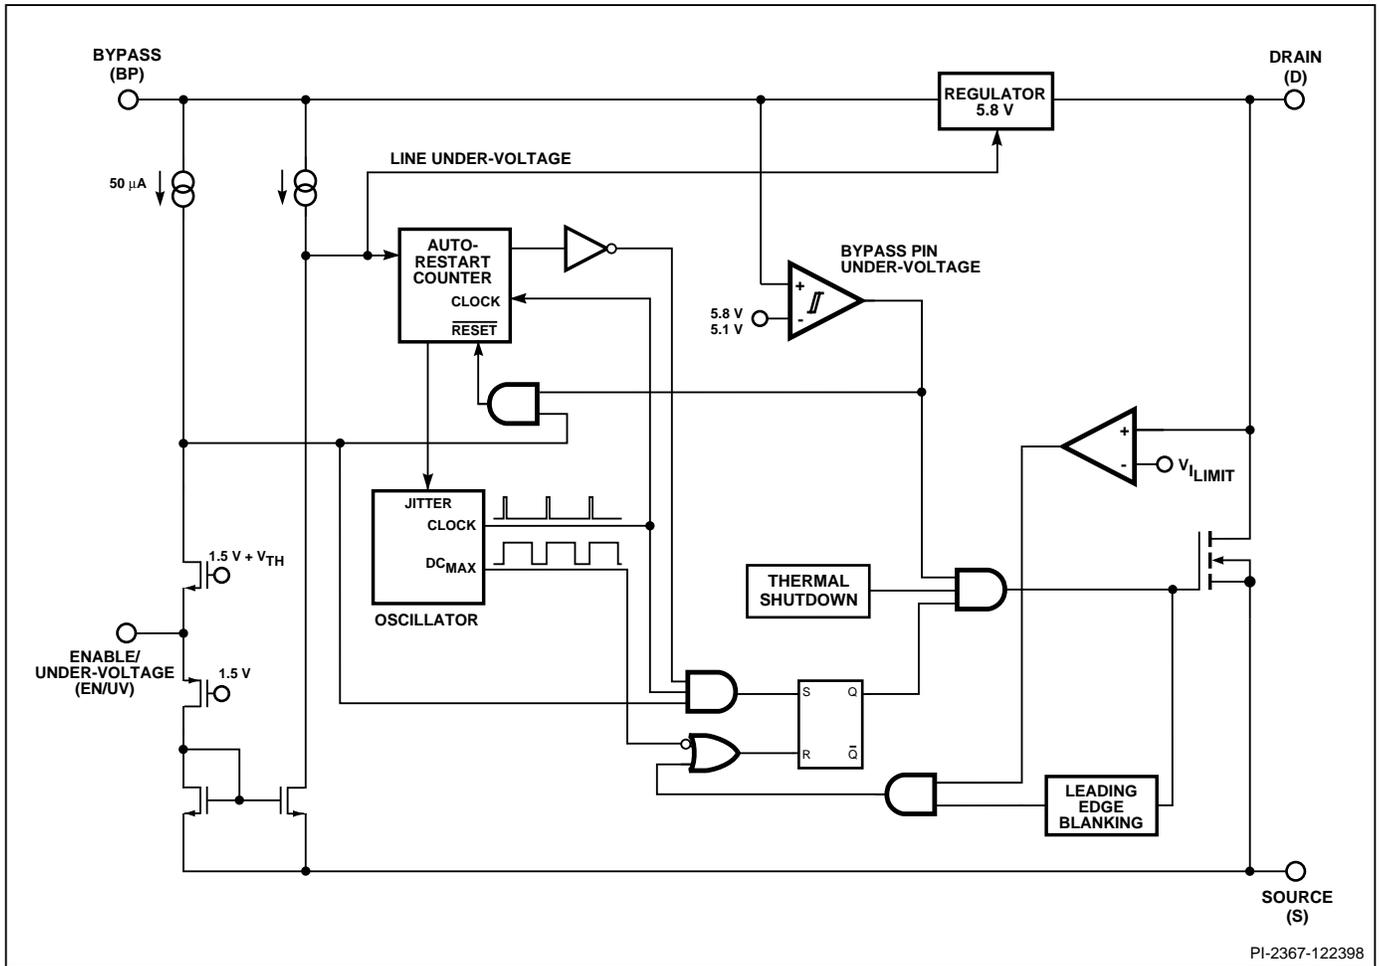 BYPASS
(BP)
DRAIN
(D)
REGULATOR
5.8 V
LINE UNDER-VOLTAGE
50 µA
AUTO-
RESTART
COUNTER
CLOCK
RESET
BYPASS PIN
UNDER-VOLTAGE
+
-
5.8 V
5.1 V
+
-
VILIMIT
JITTER
CLOCK
DCMAX
OSCILLATOR
1.5 V + VTH
THERMAL
SHUTDOWN
ENABLE/
UNDER-VOLTAGE
(EN/UV)
1.5 V
S Q
R Q̅
LEADING
EDGE
BLANKING
SOURCE
(S)
PI-2367-122398